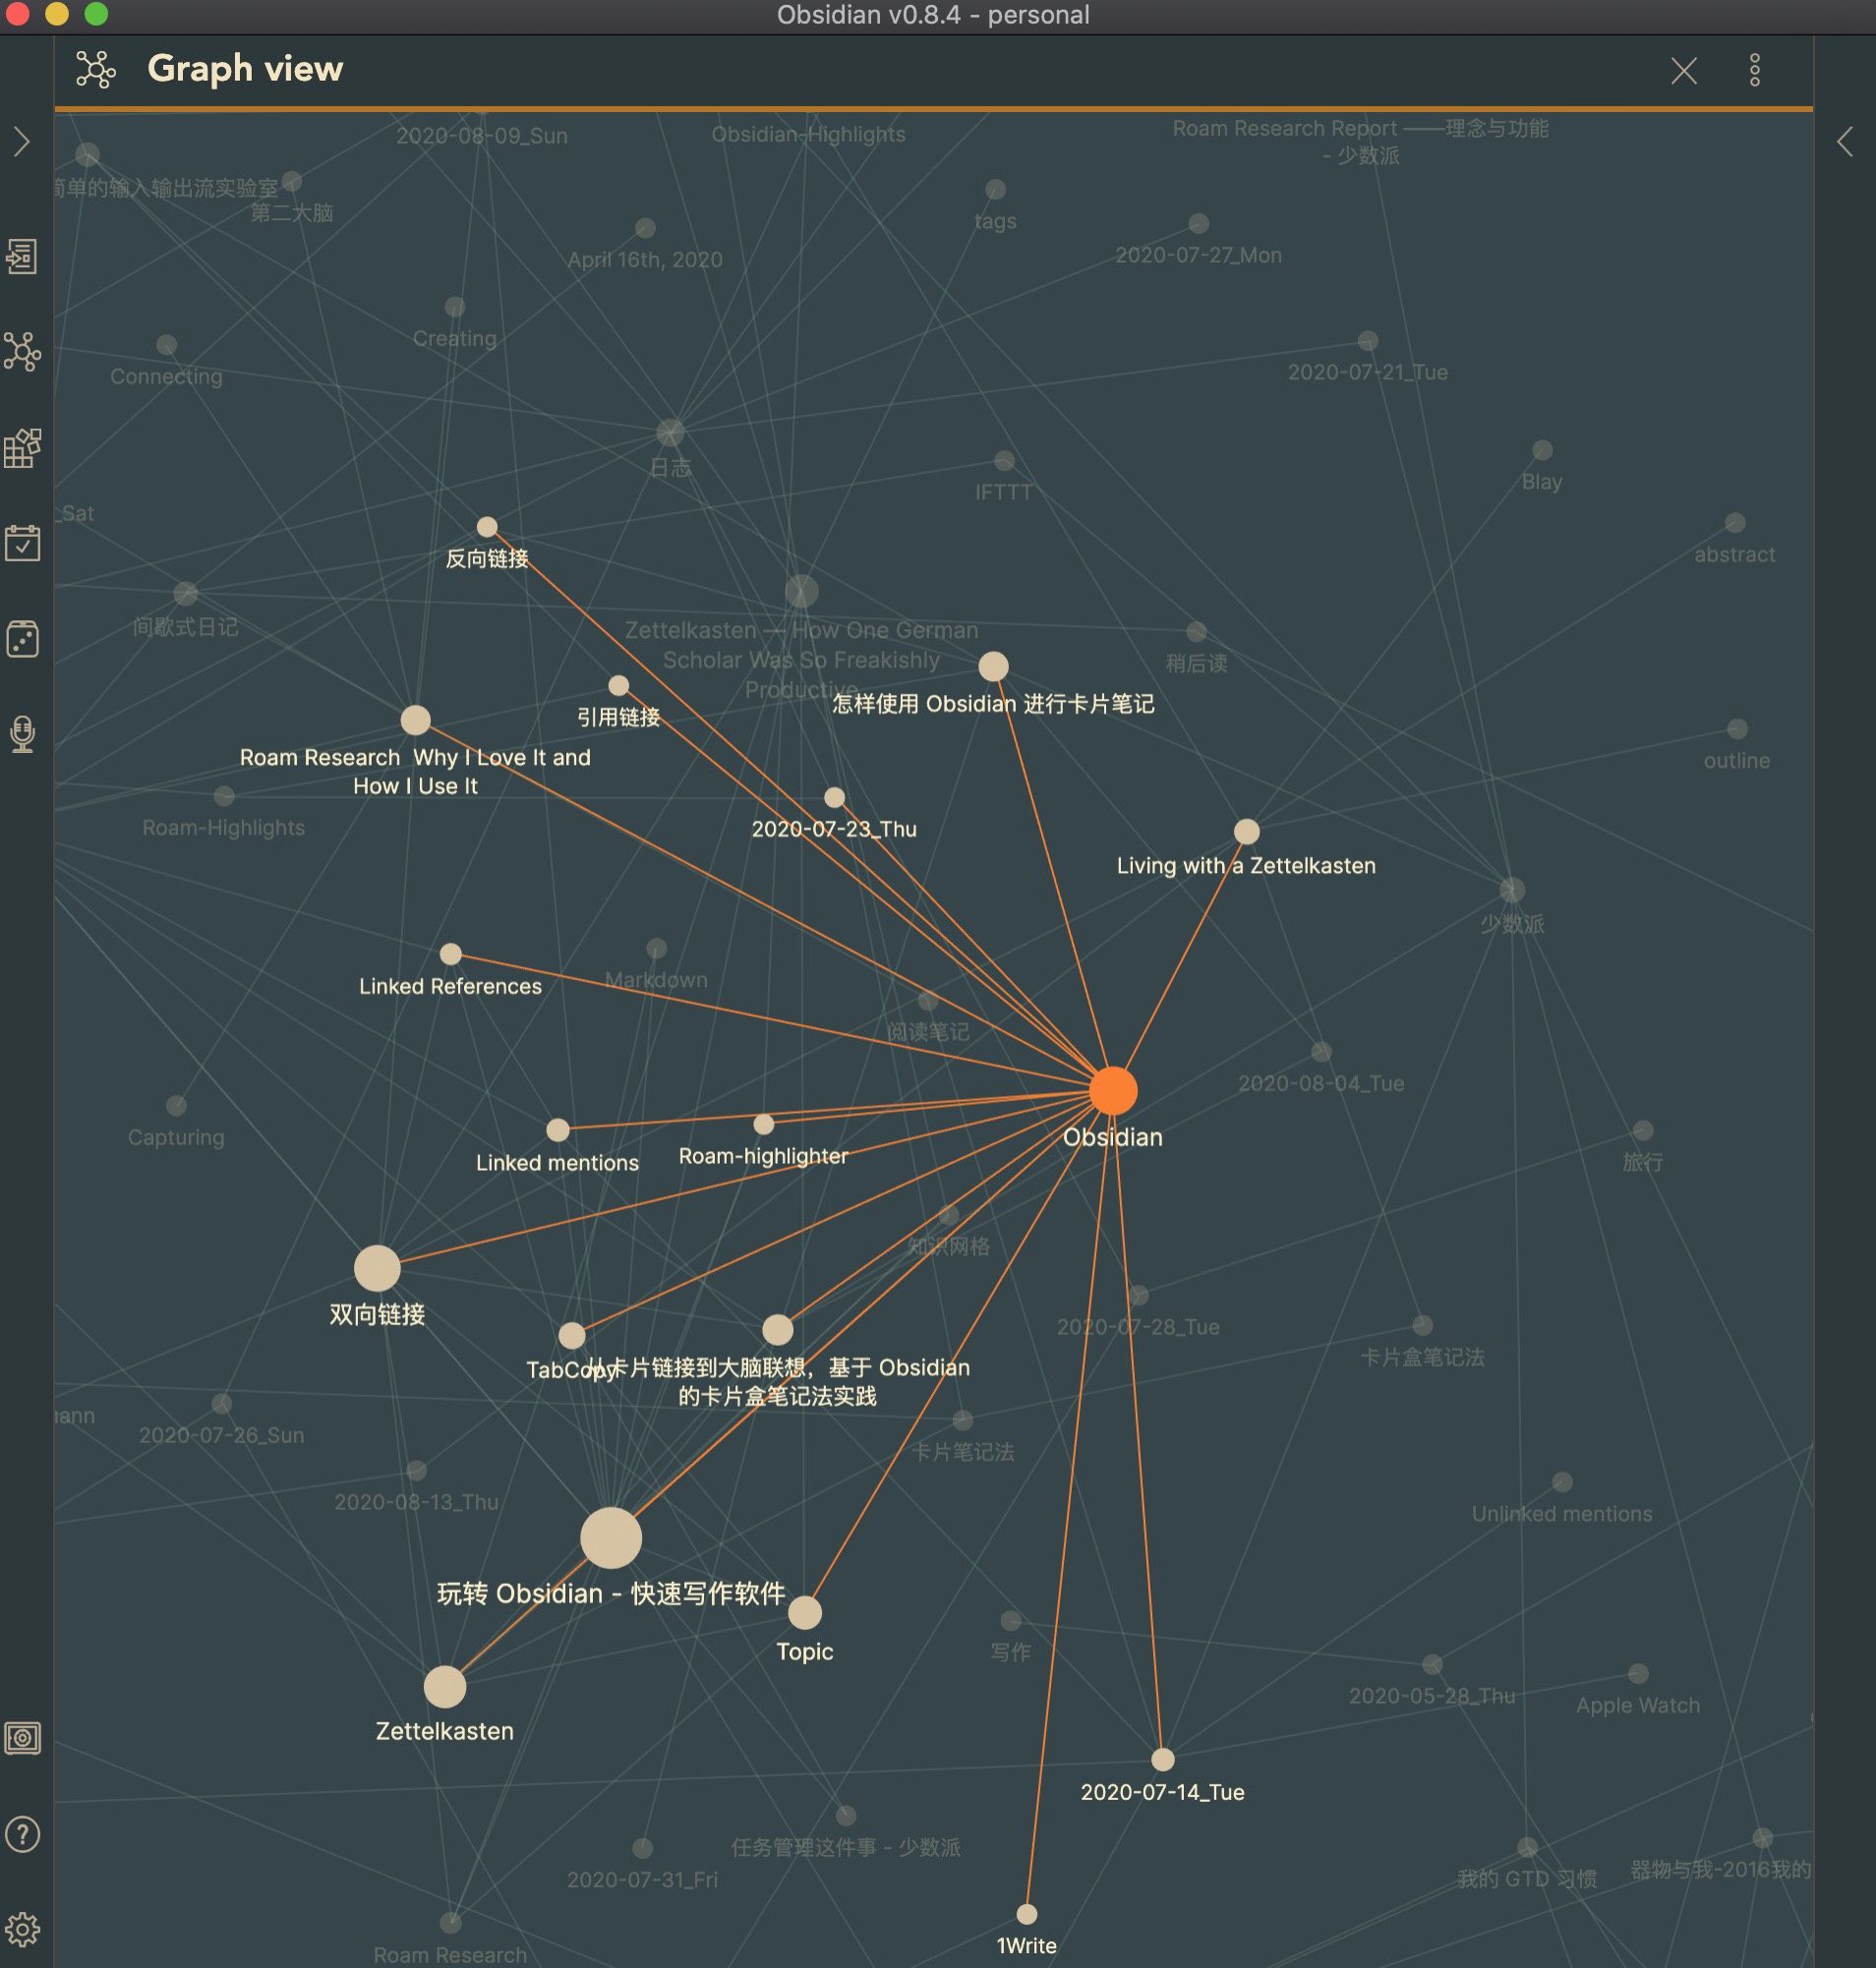 Obsidian v0.8.4 - personal
Graph view
2020-08-09_Sun
Obsidian-Highlights
Roam Research Report ——理念与功能
- 少数派
简单的输入输出流实验室
第二大脑
tags
April 16th, 2020
2020-07-27_Mon
Creating
Connecting
2020-07-21_Tue
日志
IFTTT
Blay
_Sat
反向链接
abstract
间歇式日记
Zettelkasten — How One German
Scholar Was So Freakishly
Productive
稍后读
引用链接
怎样使用 Obsidian 进行卡片笔记
Roam Research  Why I Love It and
How I Use It
outline
Roam-Highlights
2020-07-23_Thu
Living with a Zettelkasten
少数派
Linked References
Markdown
阅读笔记
2020-08-04_Tue
Capturing
Obsidian
Linked mentions
Roam-highlighter
旅行
知识网格
双向链接
2020-07-28_Tue
TabCopy
从卡片链接到大脑联想，基于 Obsidian
的卡片盒笔记法实践
卡片盒笔记法
mann
2020-07-26_Sun
卡片笔记法
2020-08-13_Thu
Unlinked mentions
玩转 Obsidian - 快速写作软件
Topic
写作
2020-05-28_Thu
Apple Watch
Zettelkasten
2020-07-14_Tue
任务管理这件事 - 少数派
2020-07-31_Fri
我的 GTD 习惯
器物与我-2016我的
1Write
Roam Research